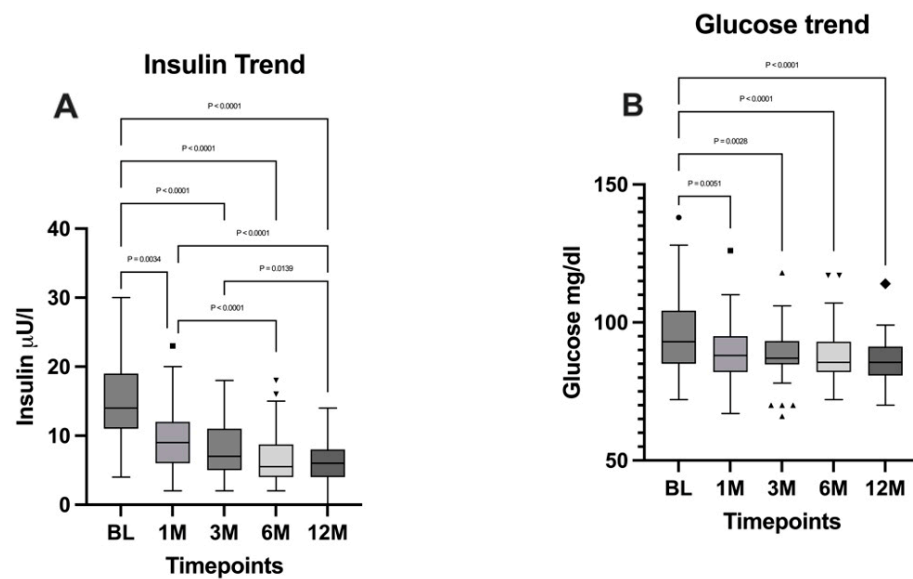 Insulin Trend
A
P < 0.0001
P < 0.0001
P < 0.0001
P < 0.0001
P = 0.0034
P = 0.0139
P < 0.0001
40
30
20
10
0
Insulin μU/l
BL 1M 3M 6M 12M
Timepoints
Glucose trend
B
P < 0.0001
P < 0.0001
P = 0.0028
P = 0.0051
150
100
50
Glucose mg/dl
BL 1M 3M 6M 12M
Timepoints